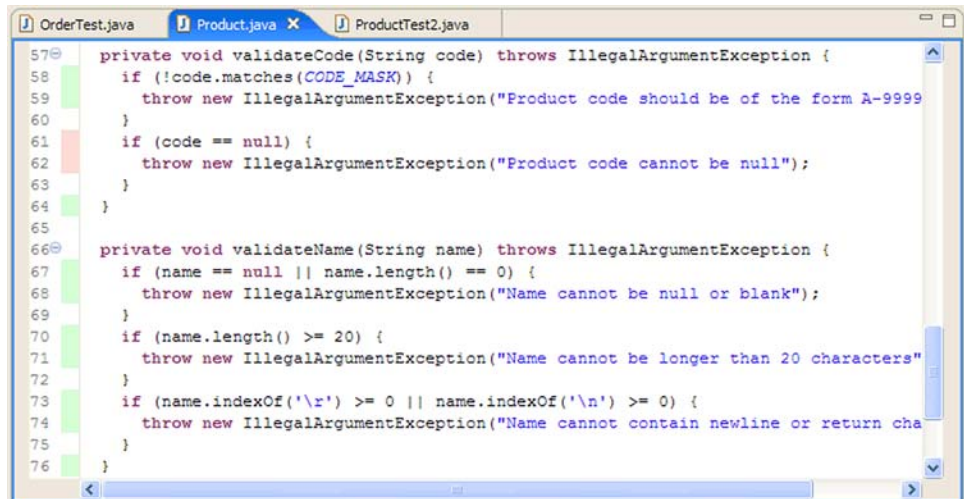 OrderTest.java Product.java ProductTest2.java
57 private void validateCode(String code) throws IllegalArgumentException {
58 if (!code.matches(CODE_MASK)) {
59 throw new IllegalArgumentException("Product code should be of the form A-9999
60 }
61 if (code == null) {
62 throw new IllegalArgumentException("Product code cannot be null");
63 }
64 }
65
66 private void validateName(String name) throws IllegalArgumentException {
67 if (name == null || name.length() == 0) {
68 throw new IllegalArgumentException("Name cannot be null or blank");
69 }
70 if (name.length() >= 20) {
71 throw new IllegalArgumentException("Name cannot be longer than 20 characters"
72 }
73 if (name.indexOf('\r') >= 0 || name.indexOf('\n') >= 0) {
74 throw new IllegalArgumentException("Name cannot contain newline or return cha
75 }
76 }